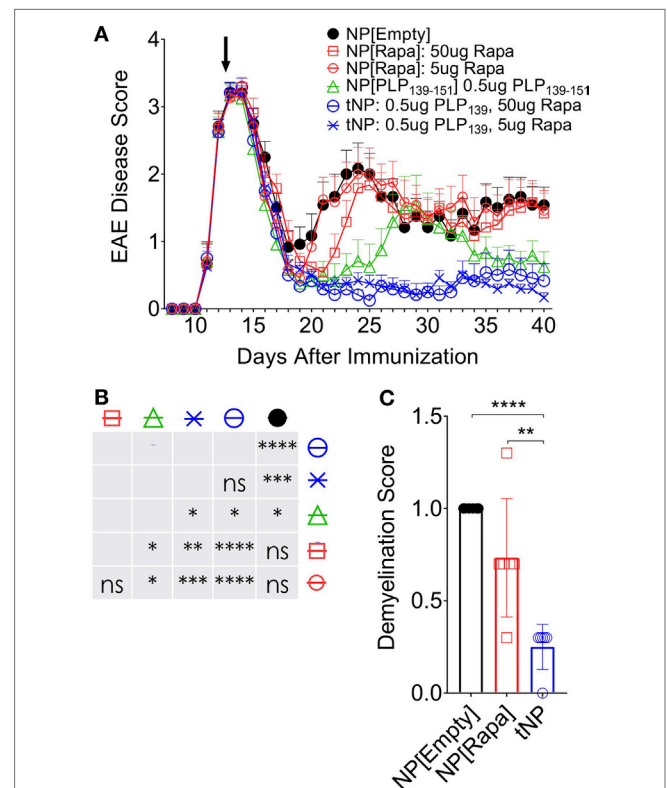 A
NP[Empty]
NP[Rapa]: 50ug Rapa
NP[Rapa]: 5ug Rapa
NP[PLP139-151] 0.5ug PLP139-151
tNP: 0.5ug PLP139, 50ug Rapa
tNP: 0.5ug PLP139, 5ug Rapa
EAE Disease Score
4
3
2
1
0
10 15 20 25 30 35 40
Days After Immunization
B
****
ns ***
* * *
* ** **** ns
ns * *** **** ns
C
****
**
Demyelination Score
1.5
1.0
0.5
0.0
NP[Empty]
NP[Rapa]
tNP